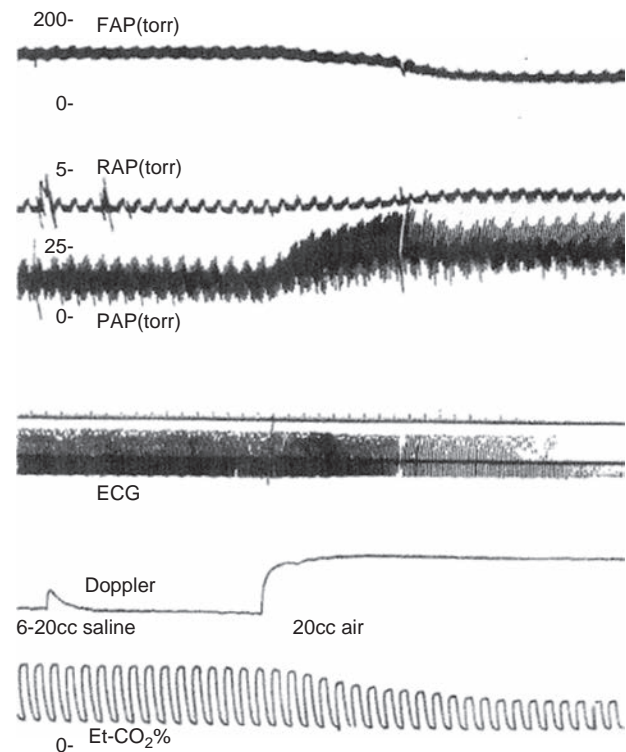 200- FAP(torr)
0-
5- RAP(torr)
25-
0- PAP(torr)
ECG
Doppler
6-20cc saline 20cc air
Et-CO₂%
0-